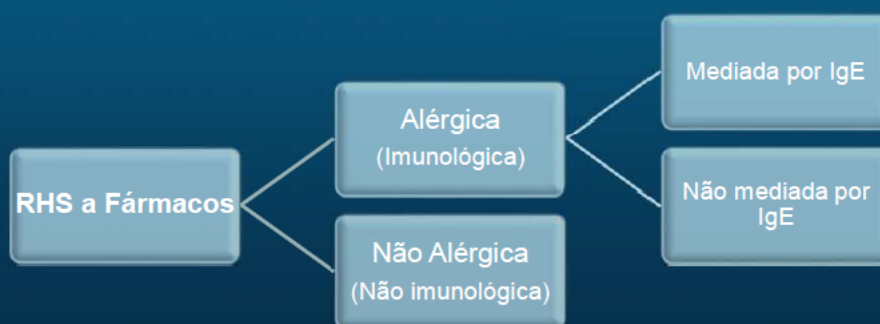 RHS a Fármacos
Alérgica
(Imunológica)
Não Alérgica
(Não imunológica)
Mediada por IgE
Não mediada por
IgE